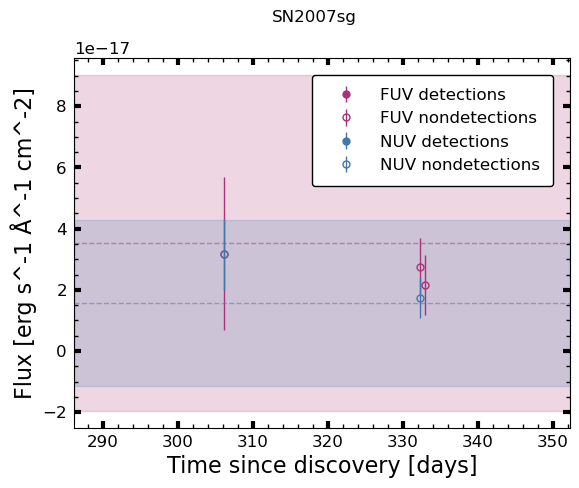 SN2007sg
1e−17
FUV detections
FUV nondetections
NUV detections
NUV nondetections
8
6
4
2
0
−2
Flux [erg s^-1 Å^-1 cm^-2]
290 300 310 320 330 340 350
Time since discovery [days]